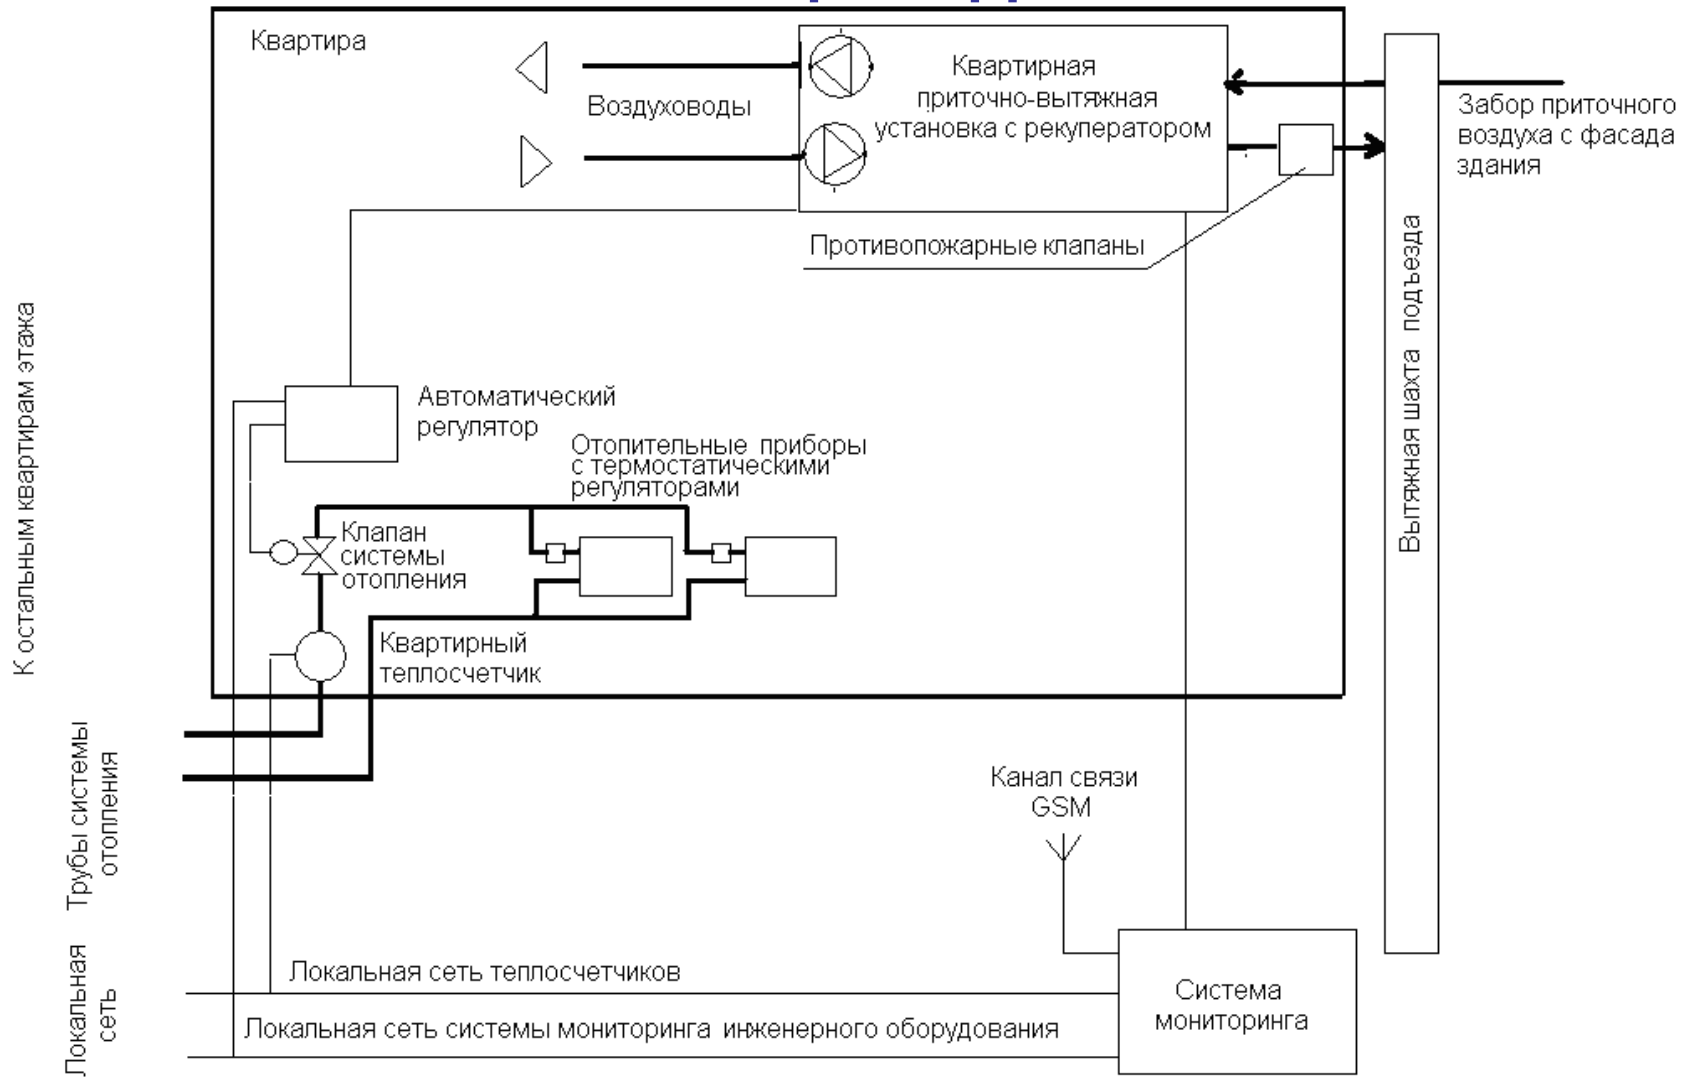 Квартира
Воздуховоды
Квартирная
приточно-вытяжная
установка с рекуператором
Забор приточного
воздуха с фасада
здания
Противопожарные клапаны
Вытяжная шахта подъезда
К остальным квартирам этажа
Автоматический
регулятор
Отопительные приборы
с термостатическими
регуляторами
Клапан
системы
отопления
Квартирный
теплосчетчик
Трубы системы
отопления
Канал связи
GSM
Локальная
сеть
Локальная сеть теплосчетчиков
Локальная сеть системы мониторинга инженерного оборудования
Система
мониторинга